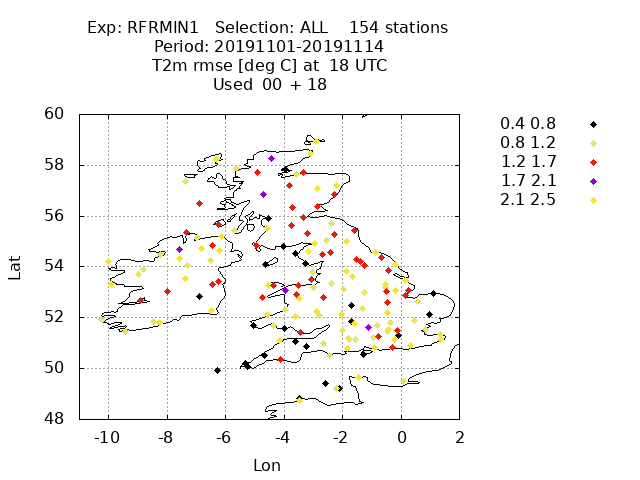 Exp: RFRMIN1   Selection: ALL    154 stations
Period: 20191101-20191114
T2m rmse [deg C] at  18 UTC
Used  00 + 18
60
58
56
54
52
50
48
-10 -8 -6 -4 -2 0 2
Lat
Lon
0.4 0.8
0.8 1.2
1.2 1.7
1.7 2.1
2.1 2.5